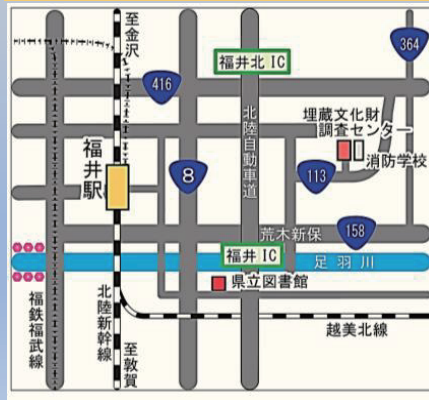 至金沢
364
福井北 IC
416
北陸自動車道
埋蔵文化財
調査センター
消防学校
福井駅
8
113
荒木新保
158
福井 IC
足羽川
県立図書館
福鉄福武線
北陸新幹線
越美北線
至敦賀